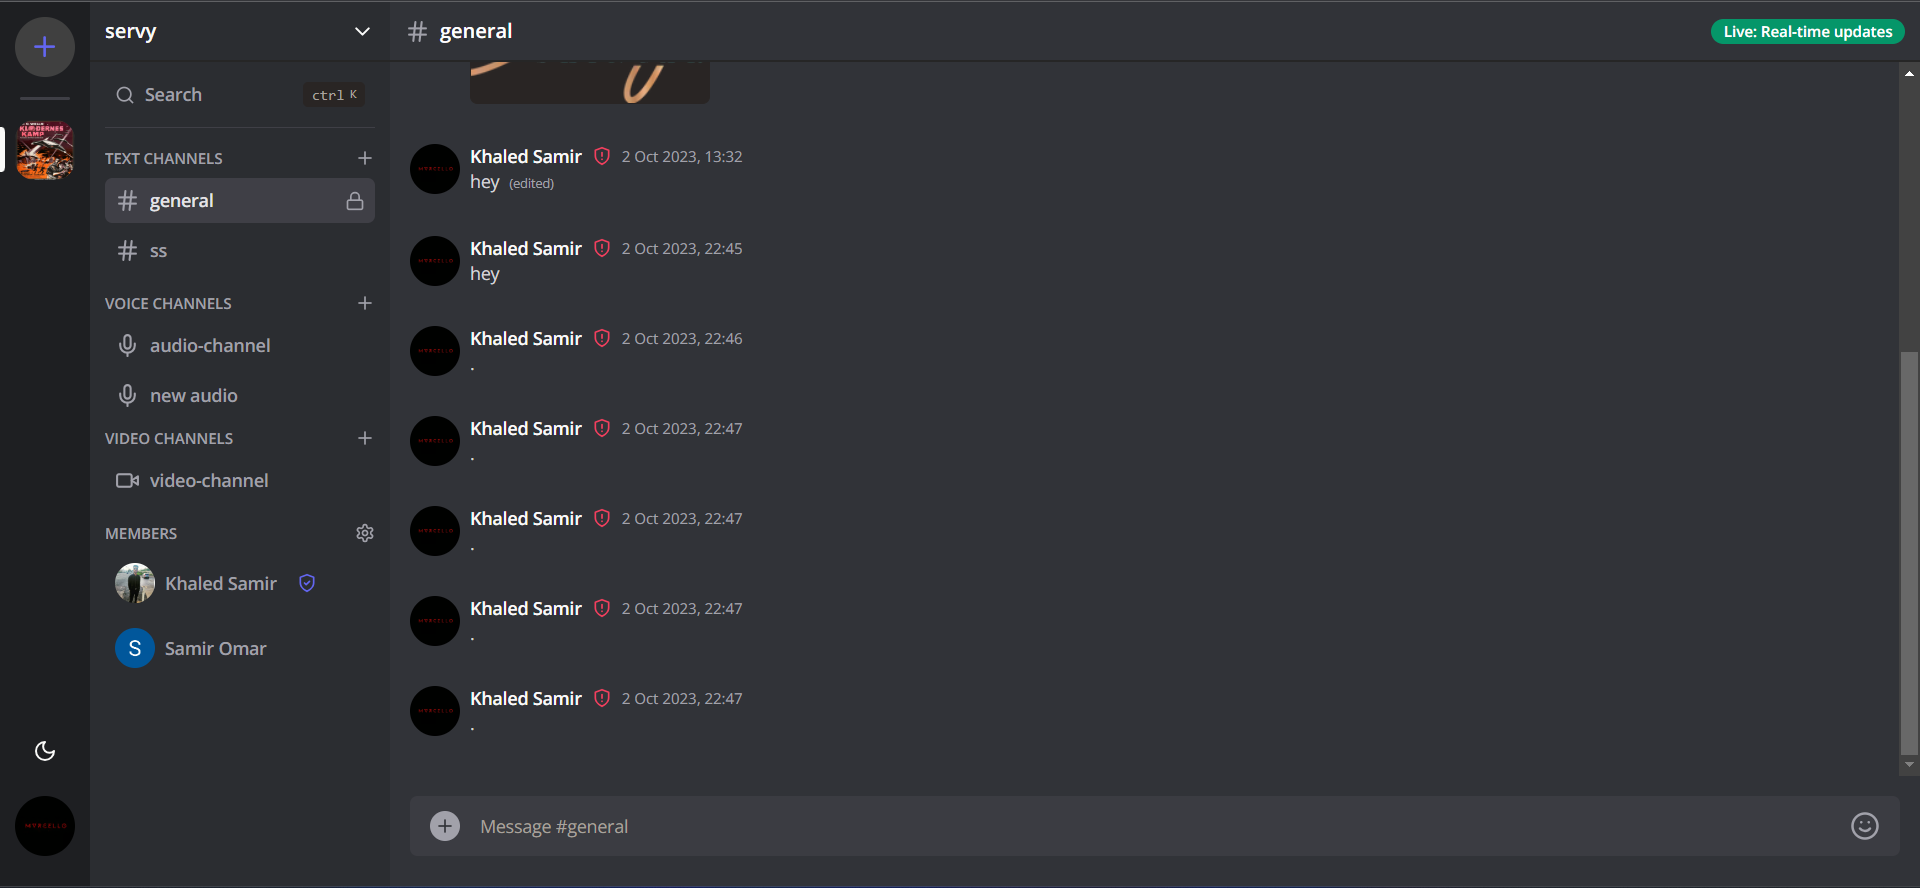 servy
Search
ctrl K
TEXT CHANNELS
general
ss
VOICE CHANNELS
audio-channel
new audio
VIDEO CHANNELS
video-channel
MEMBERS
Khaled Samir
S
Samir Omar
# general
Live: Real-time updates
Khaled Samir 2 Oct 2023, 13:32
hey (edited)
Khaled Samir 2 Oct 2023, 22:45
hey
Khaled Samir 2 Oct 2023, 22:46
.
Khaled Samir 2 Oct 2023, 22:47
.
Khaled Samir 2 Oct 2023, 22:47
.
Khaled Samir 2 Oct 2023, 22:47
.
Khaled Samir 2 Oct 2023, 22:47
.
Message #general